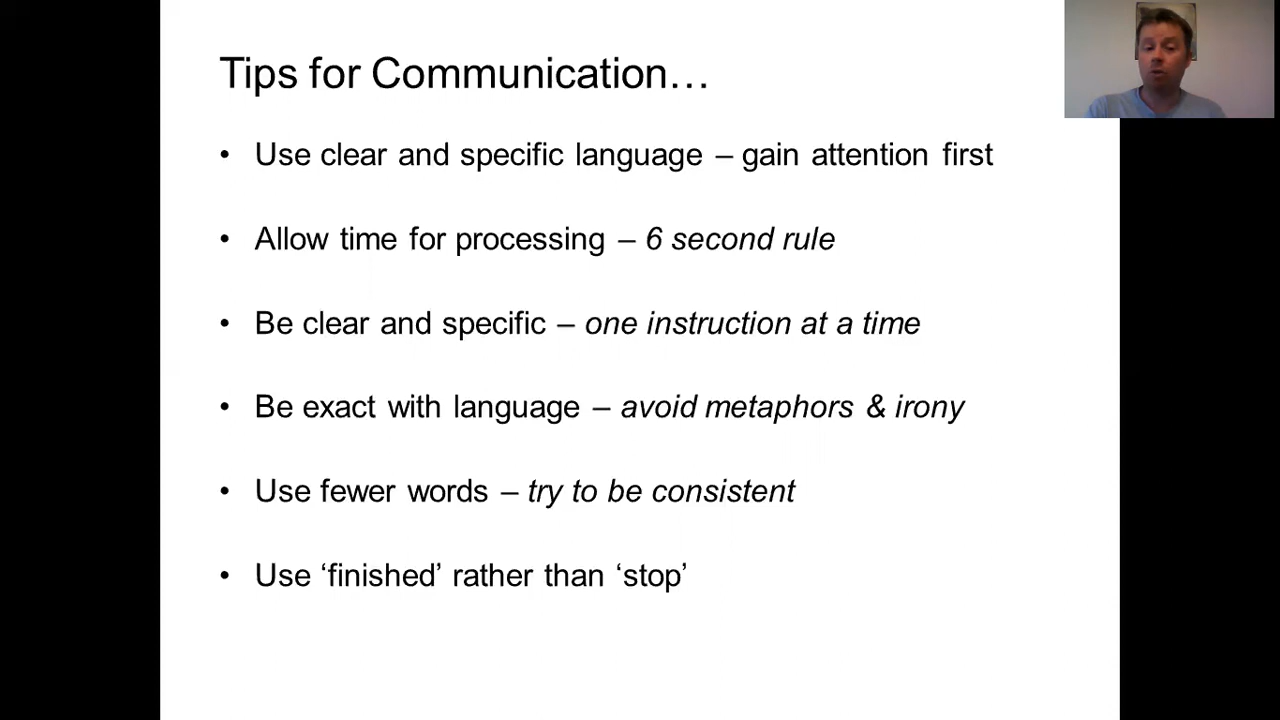 Tips for Communication…
• Use clear and specific language – gain attention first
• Allow time for processing – 6 second rule
• Be clear and specific – one instruction at a time
• Be exact with language – avoid metaphors & irony
• Use fewer words – try to be consistent
• Use ‘finished’ rather than ‘stop’